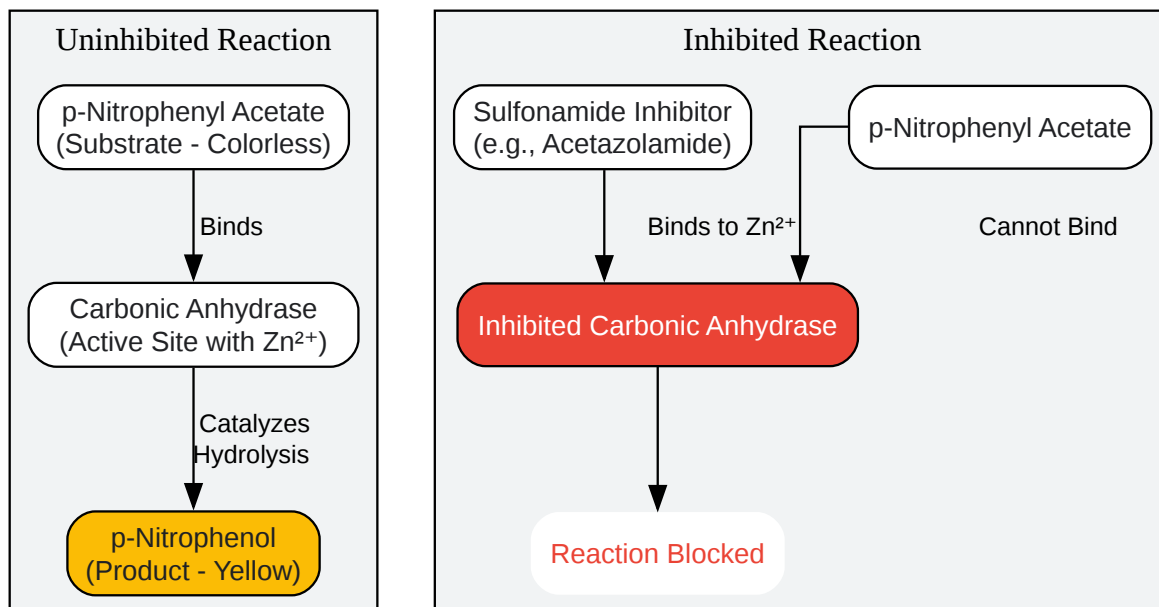 Uninhibited Reaction
p-Nitrophenyl Acetate
(Substrate - Colorless)
Binds
Carbonic Anhydrase
(Active Site with Zn²⁺)
Catalyzes
Hydrolysis
p-Nitrophenol
(Product - Yellow)
Inhibited Reaction
Sulfonamide Inhibitor
(e.g., Acetazolamide)
p-Nitrophenyl Acetate
Binds to Zn²⁺
Cannot Bind
Inhibited Carbonic Anhydrase
Reaction Blocked